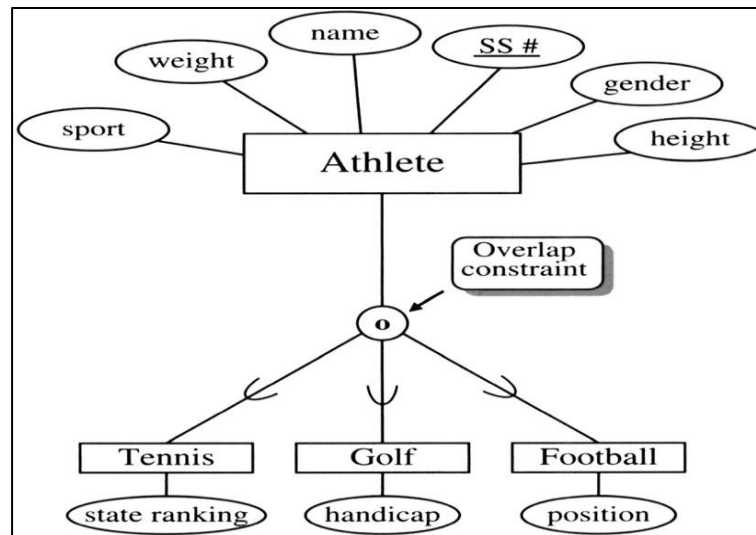 name
SS #
weight
gender
sport
height
Athlete
Overlap
constraint
o
Tennis
Golf
Football
state ranking
handicap
position